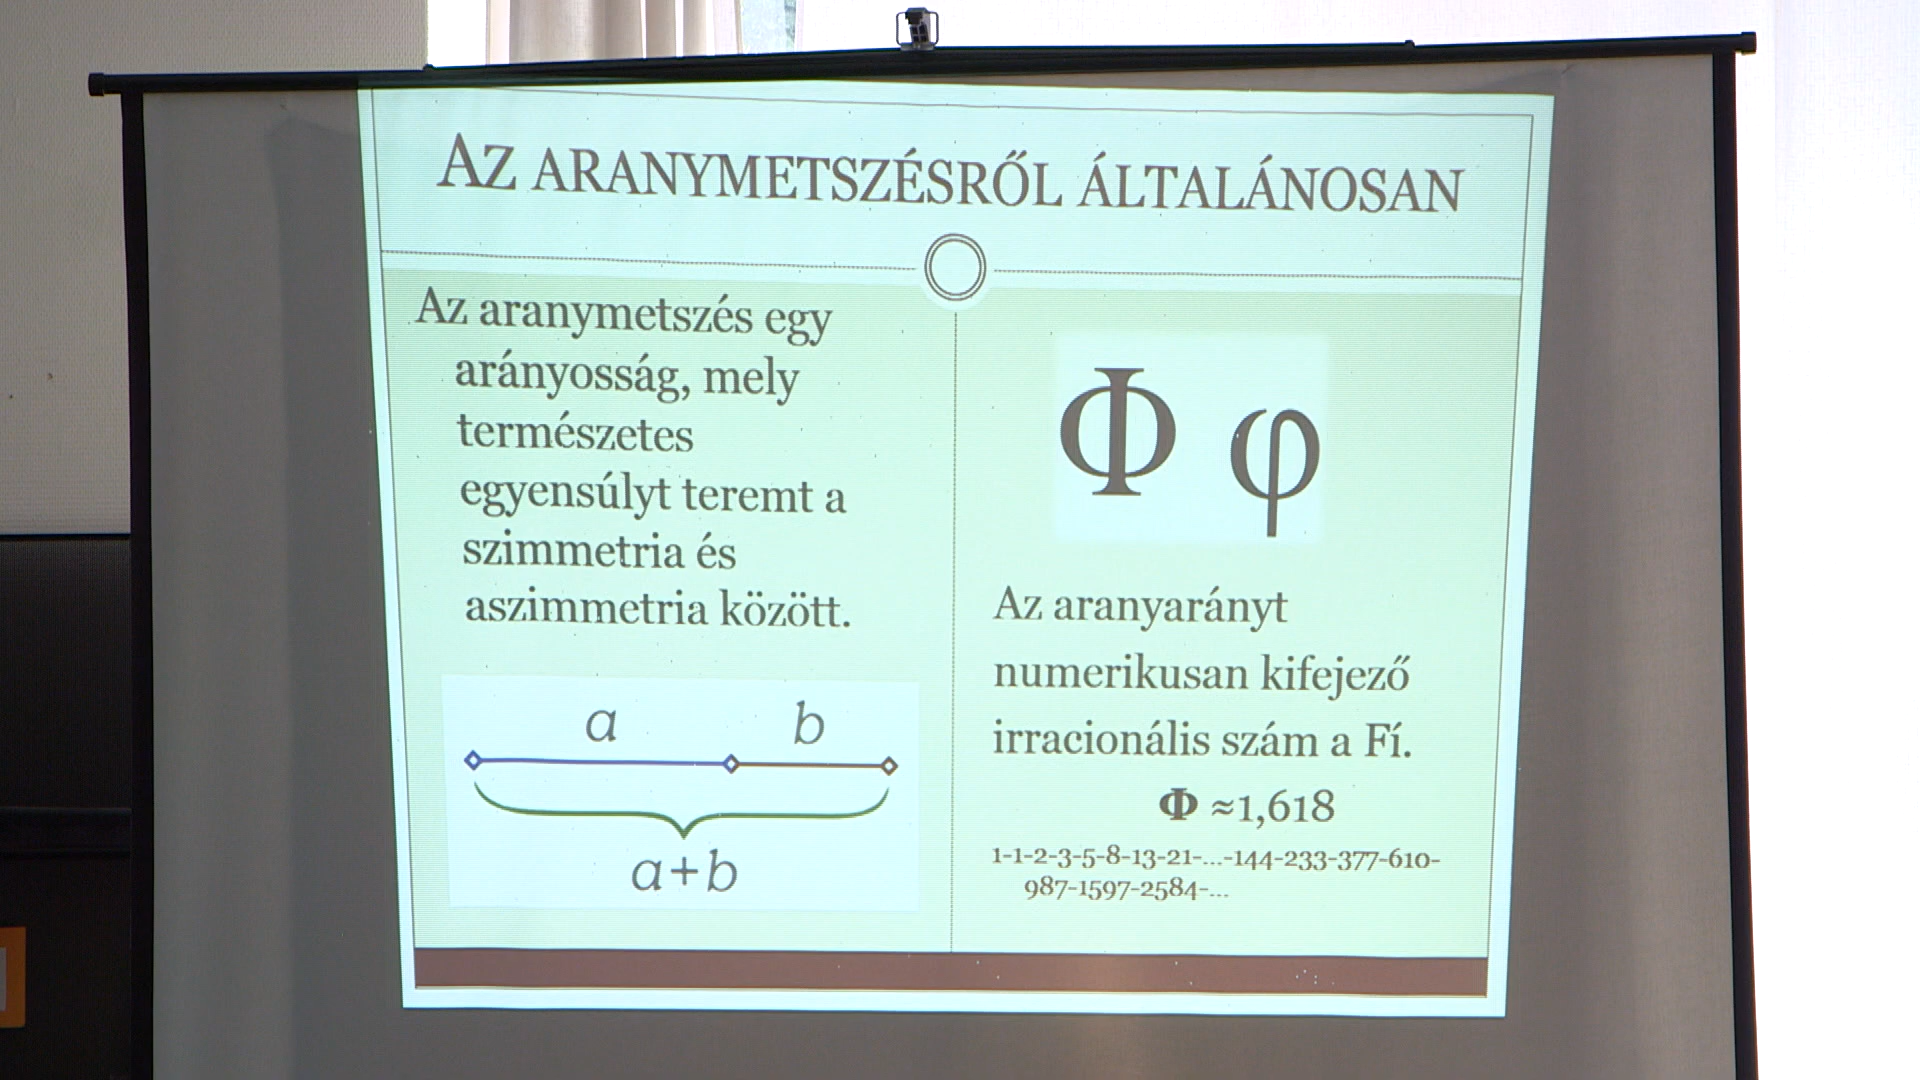 AZ ARANYMETSZÉSRŐL ÁLTALÁNOSAN
Az aranymetszés egy
arányosság, mely
természetes
egyensúlyt teremt a
szimmetria és
aszimmetria között.
a b
a+b
Φ φ
Az aranyarányt
numerikusan kifejező
irracionális szám a Fí.
Φ ≈1,618
1-1-2-3-5-8-13-21-...-144-233-377-610-
987-1597-2584-...